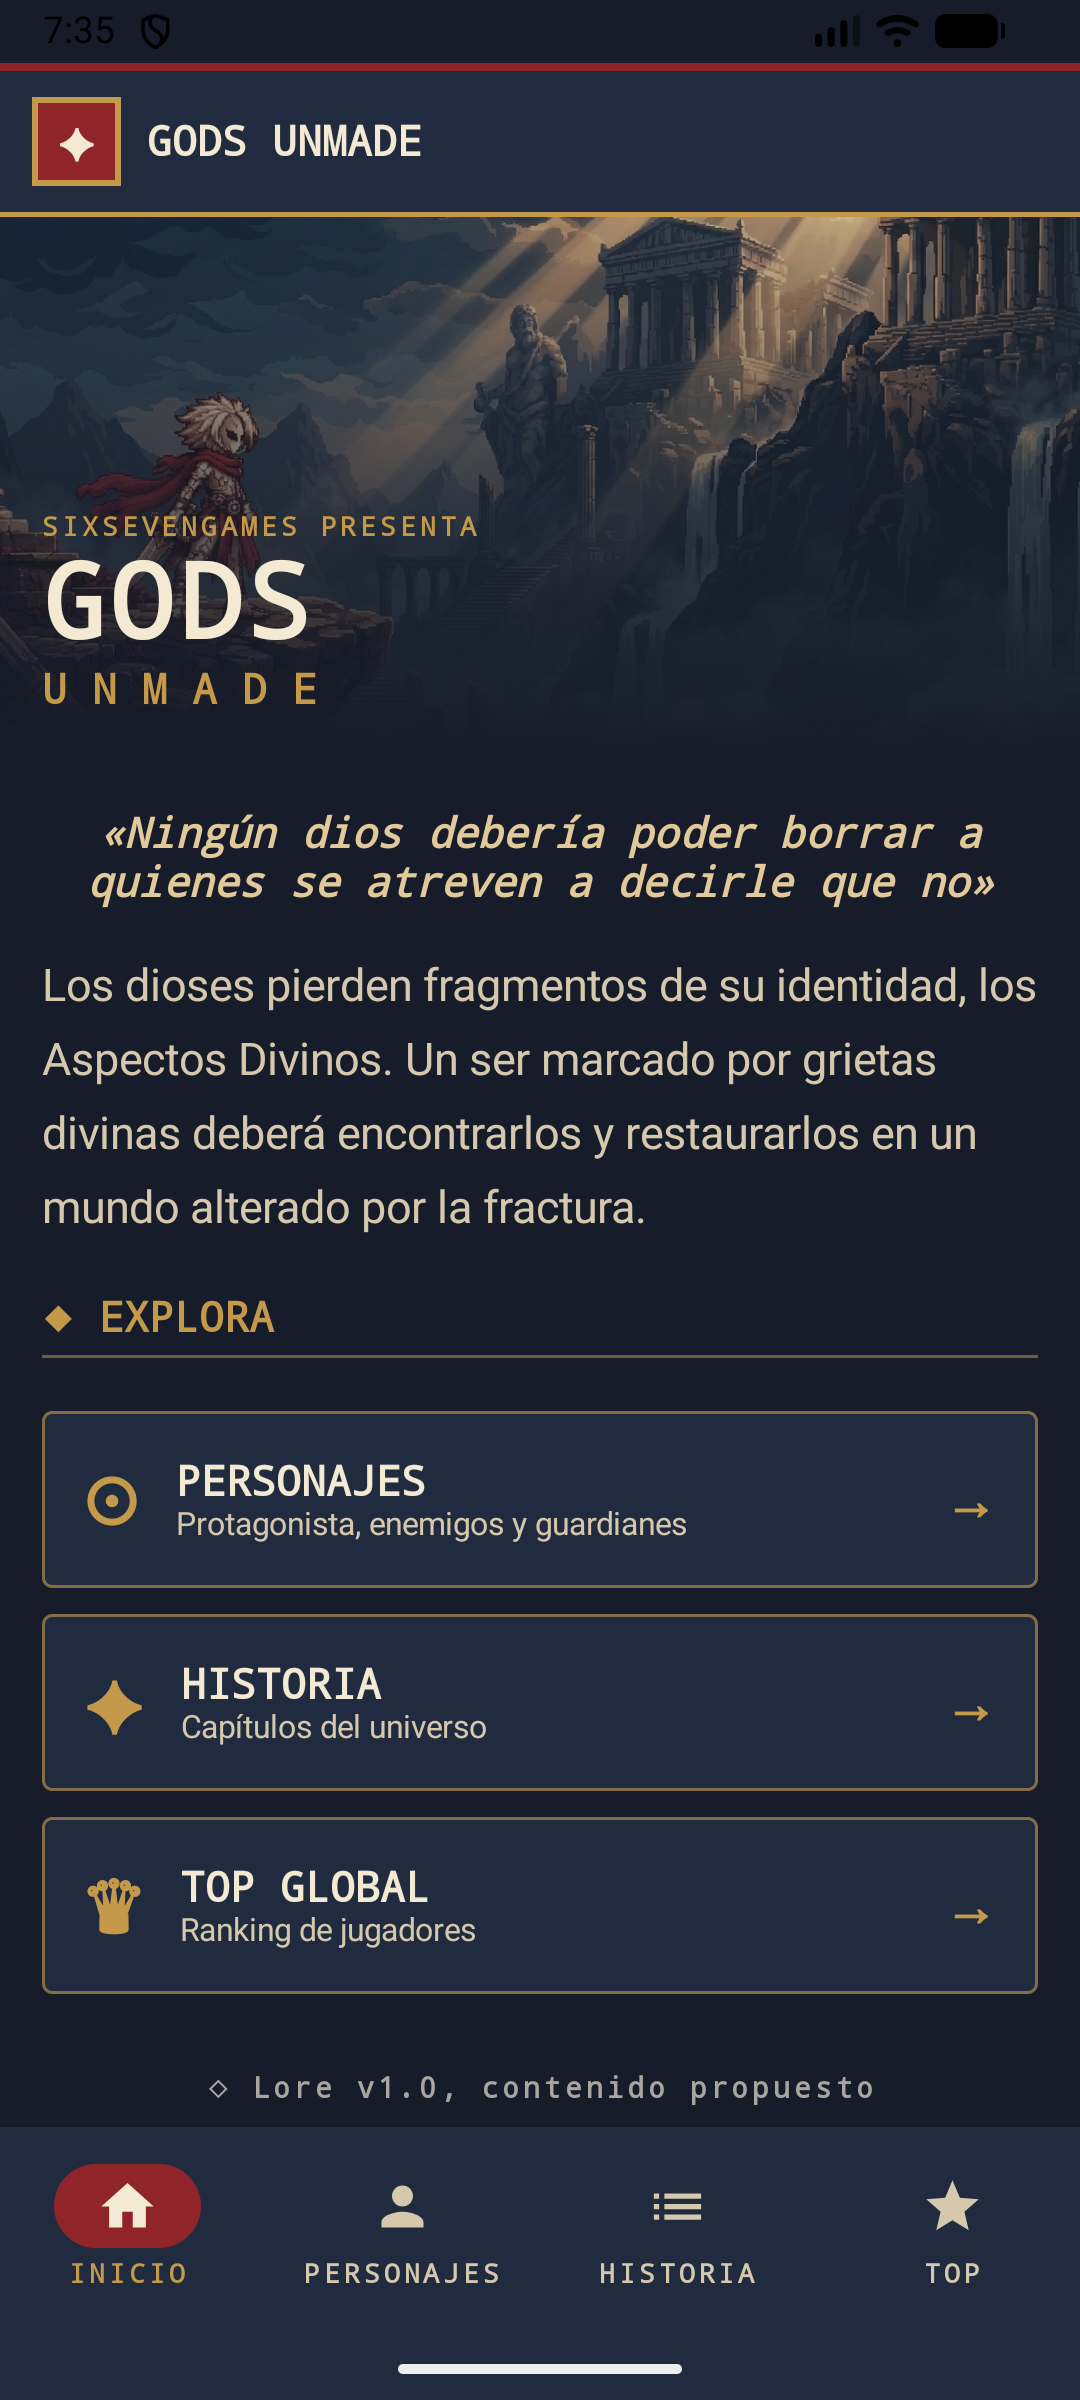 7:35
GODS UNMADE
SIXSEVENGAMES PRESENTA
GODS
UNMADE
«Ningún dios debería poder borrar a
quienes se atreven a decirle que no»
Los dioses pierden fragmentos de su identidad, los
Aspectos Divinos. Un ser marcado por grietas
divinas deberá encontrarlos y restaurarlos en un
mundo alterado por la fractura.
◆ EXPLORA
PERSONAJES
Protagonista, enemigos y guardianes
→
HISTORIA
Capítulos del universo
→
TOP GLOBAL
Ranking de jugadores
→
◇ Lore v1.0, contenido propuesto
INICIO
PERSONAJES
HISTORIA
TOP